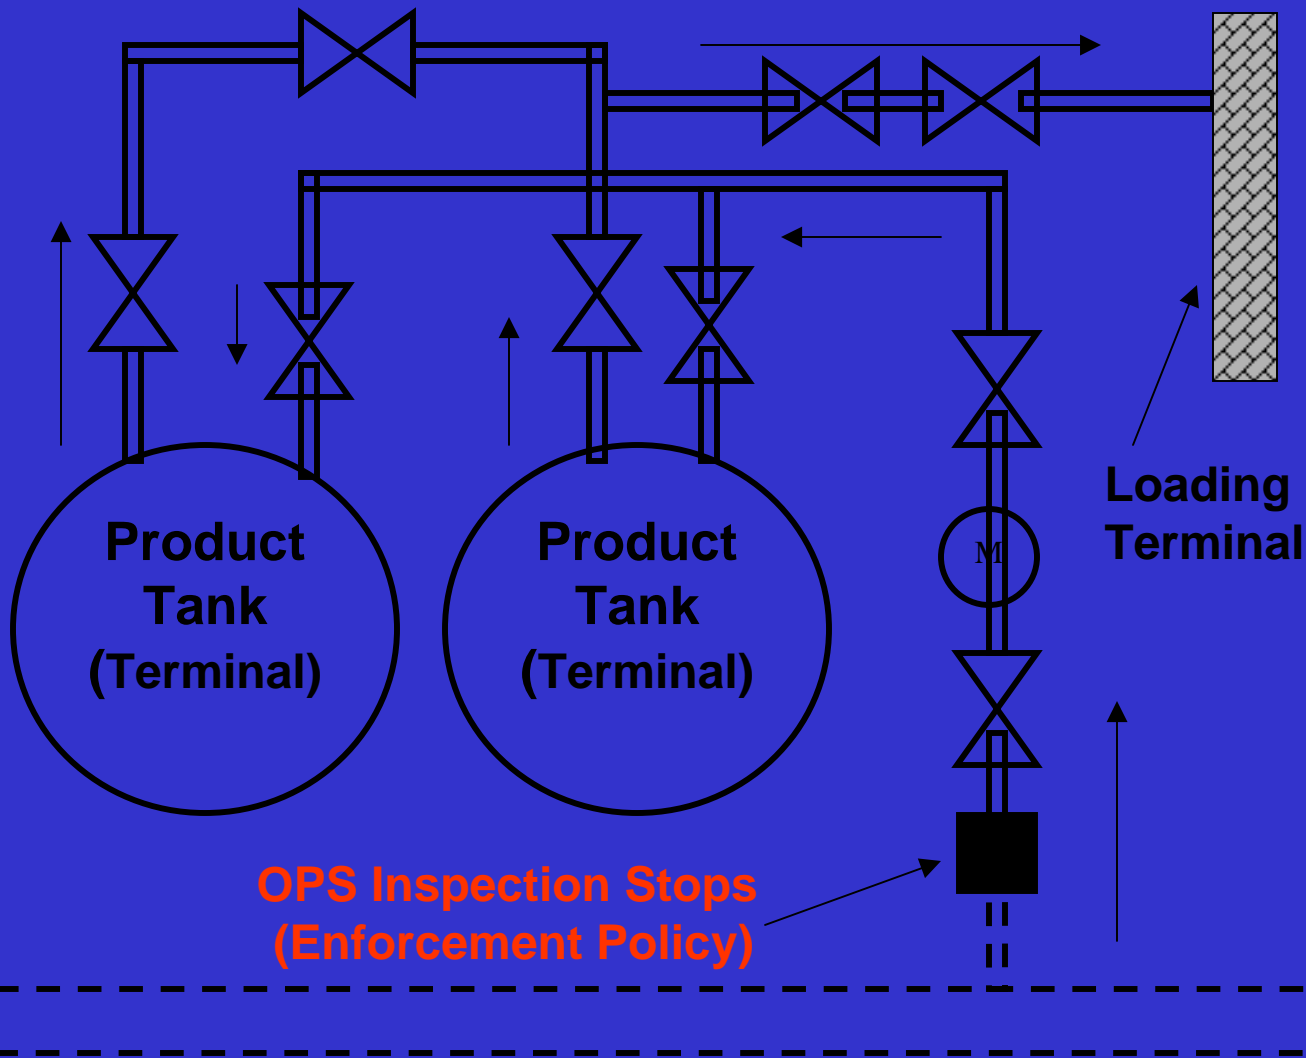 Loading
Terminal
Product
Tank
(Terminal)
Product
Tank
(Terminal)
M
OPS Inspection Stops
(Enforcement Policy)